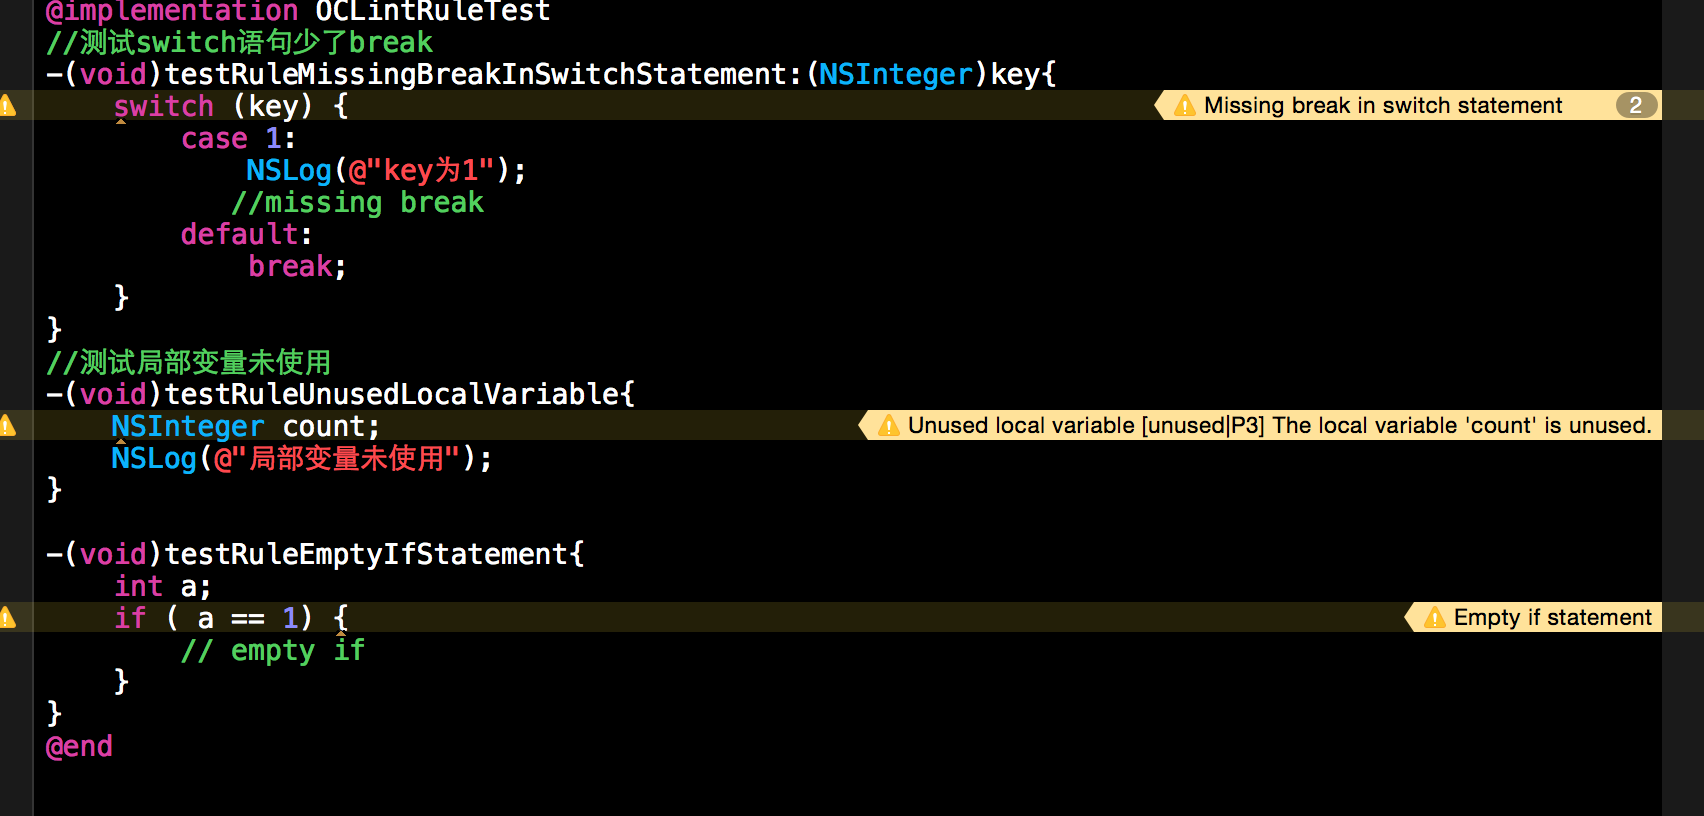 @implementation OCLintRuleTest
//测试switch语句少了break
-(void)testRuleMissingBreakInSwitchStatement:(NSInteger)key{
switch (key) { Missing break in switch statement 2
case 1:
NSLog(@"key为1");
//missing break
default:
break;
}
}
//测试局部变量未使用
-(void)testRuleUnusedLocalVariable{
NSInteger count; Unused local variable [unused|P3] The local variable 'count' is unused.
NSLog(@"局部变量未使用");
}
-(void)testRuleEmptyIfStatement{
int a;
if ( a == 1) { Empty if statement
// empty if
}
}
@end